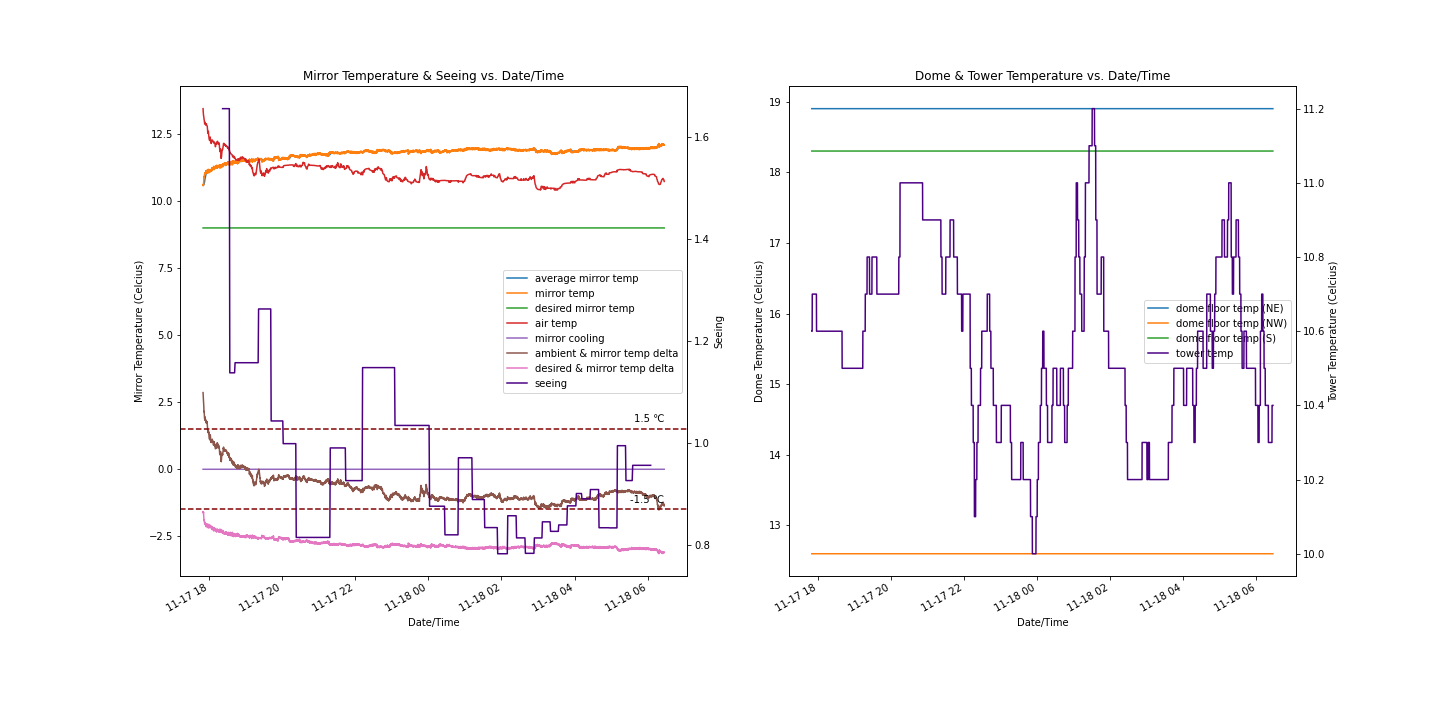 Mirror Temperature & Seeing vs. Date/Time
12.5
10.0
7.5
5.0
2.5
0.0
−2.5
Mirror Temperature (Celcius)
1.6
1.4
1.2
1.0
0.8
Seeing
average mirror temp
mirror temp
desired mirror temp
air temp
mirror cooling
ambient & mirror temp delta
desired & mirror temp delta
seeing
1.5 °C
-1.5 °C
11-17 18
11-17 20
11-17 22
11-18 00
11-18 02
11-18 04
11-18 06
Date/Time
Dome & Tower Temperature vs. Date/Time
19
18
17
16
15
14
13
Dome Temperature (Celcius)
11.2
11.0
10.8
10.6
10.4
10.2
10.0
Tower Temperature (Celcius)
dome floor temp (NE)
dome floor temp (NW)
dome floor temp (S)
tower temp
11-17 18
11-17 20
11-17 22
11-18 00
11-18 02
11-18 04
11-18 06
Date/Time